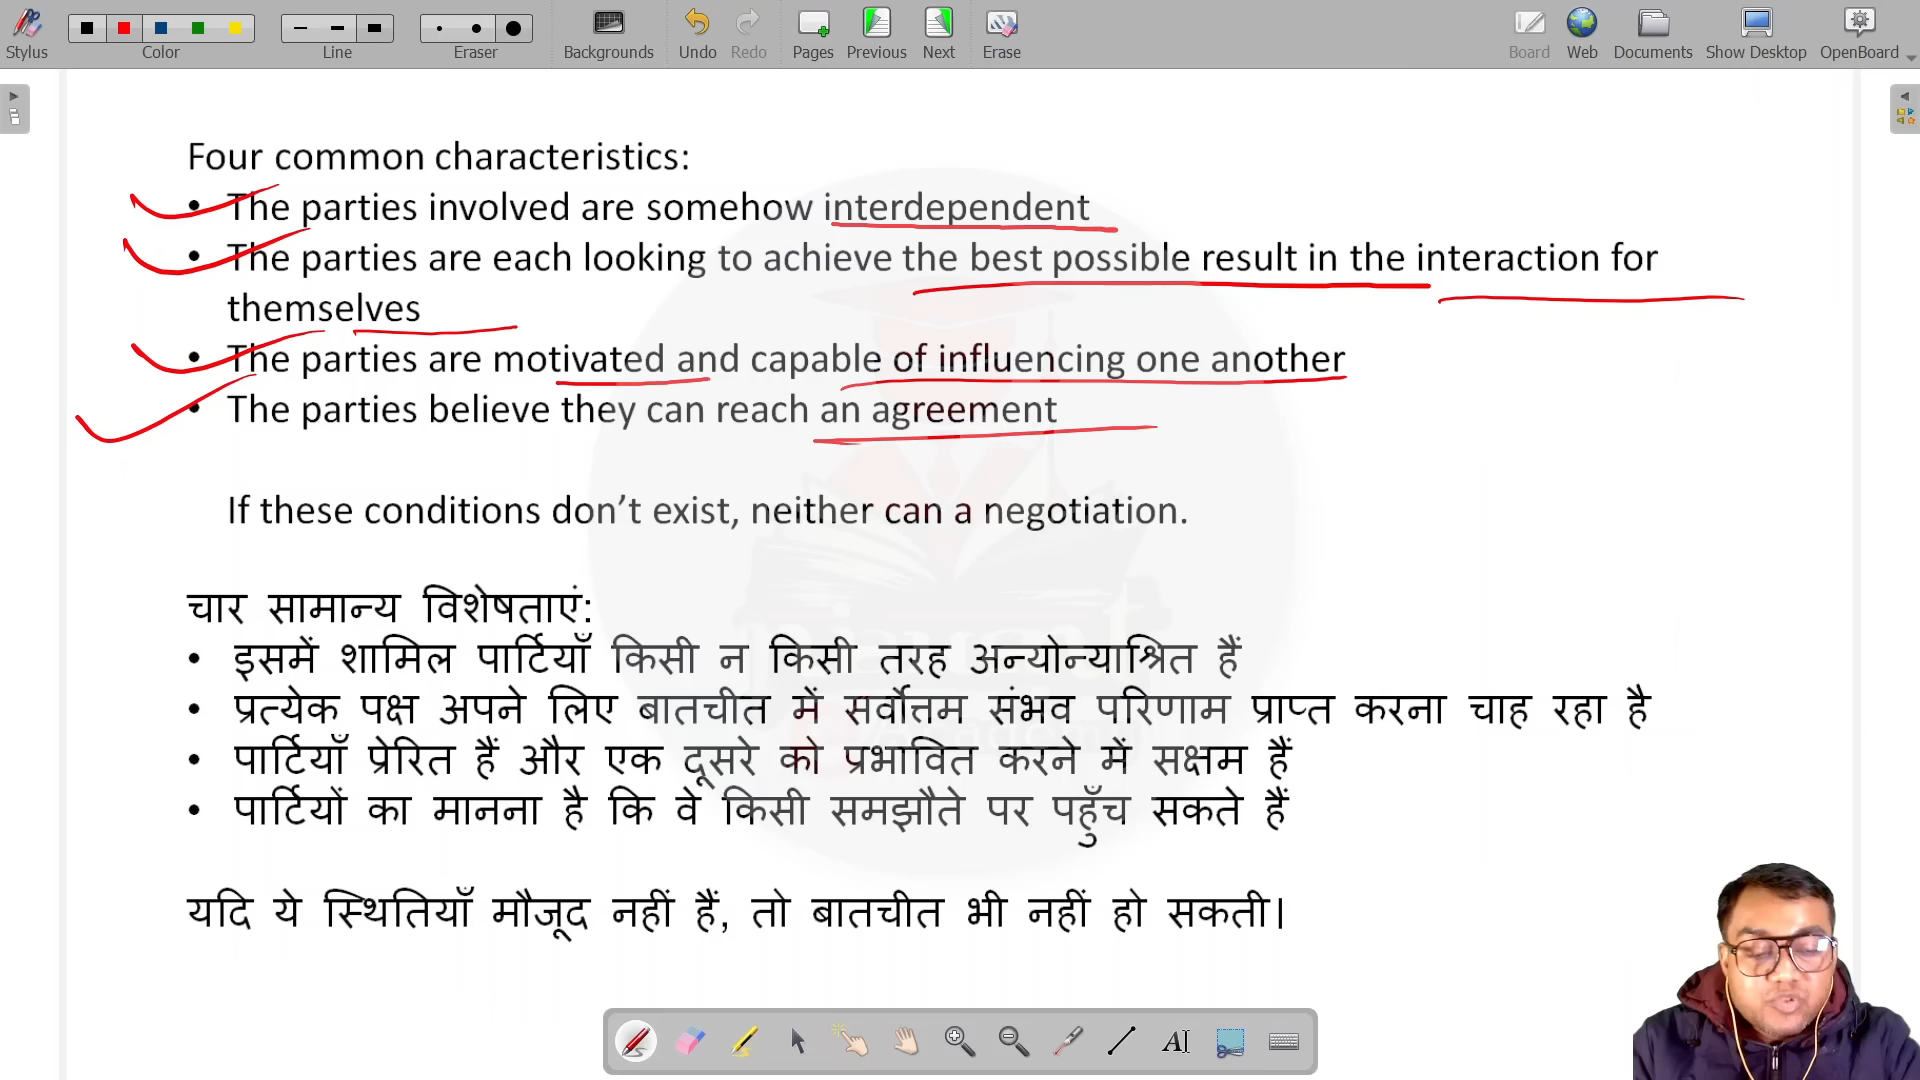 Stylus Color Line Eraser Backgrounds Undo Redo Pages Previous Next Erase Board Web Documents Show Desktop OpenBoard
Four common characteristics:
• The parties involved are somehow interdependent
• The parties are each looking to achieve the best possible result in the interaction for
themselves
• The parties are motivated and capable of influencing one another
• The parties believe they can reach an agreement
If these conditions don’t exist, neither can a negotiation.
चार सामान्य विशेषताएं:
• इसमें शामिल पार्टियाँ किसी न किसी तरह अन्योन्याश्रित हैं
• प्रत्येक पक्ष अपने लिए बातचीत में सर्वोत्तम संभव परिणाम प्राप्त करना चाह रहा है
• पार्टियाँ प्रेरित हैं और एक दूसरे को प्रभावित करने में सक्षम हैं
• पार्टियों का मानना है कि वे किसी समझौते पर पहुँच सकते हैं
यदि ये स्थितियाँ मौजूद नहीं हैं, तो बातचीत भी नहीं हो सकती।